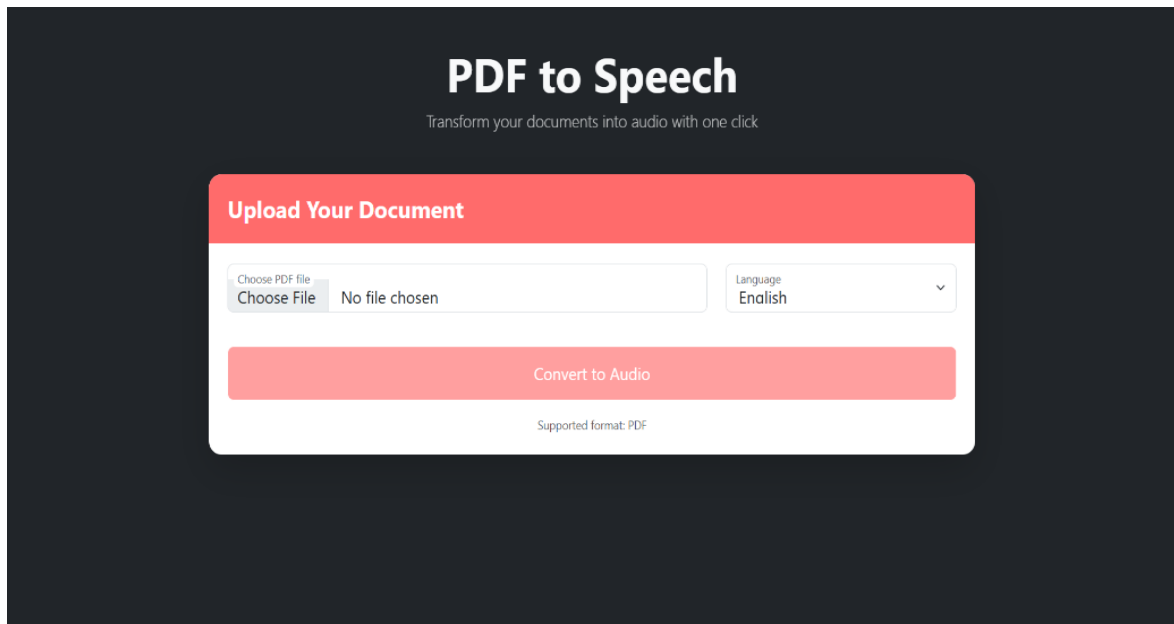 PDF to Speech
Transform your documents into audio with one click
Upload Your Document
Choose PDF file
Choose File No file chosen
Language
English
Convert to Audio
Supported format: PDF